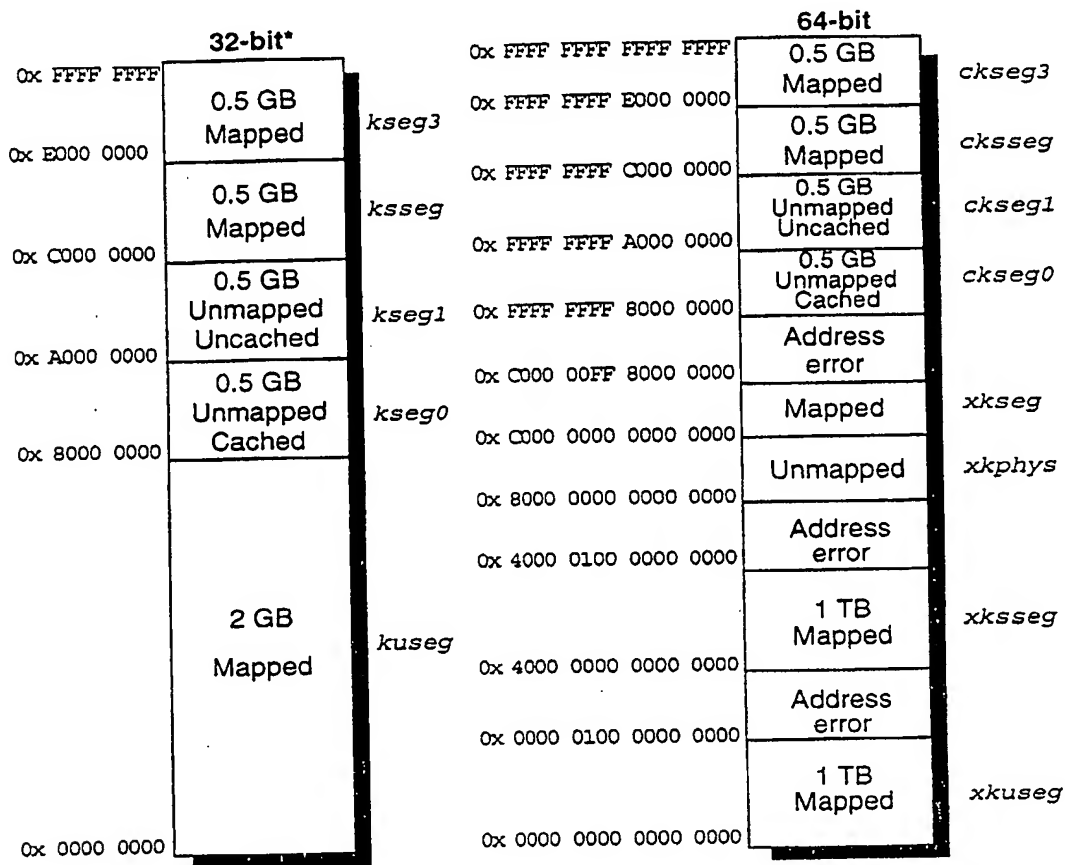 32-bit*
0x FFFF FFFF
0.5 GB
Mapped
kseg3
0x E000 0000
0.5 GB
Mapped
ksseg
0x C000 0000
0.5 GB
Unmapped
Uncached
kseg1
0x A000 0000
0.5 GB
Unmapped
Cached
kseg0
0x 8000 0000
2 GB
Mapped
kuseg
0x 0000 0000
64-bit
0x FFFF FFFF FFFF FFFF
0.5 GB
Mapped
ckseg3
0x FFFF FFFF E000 0000
0.5 GB
Mapped
cksseg
0x FFFF FFFF C000 0000
0.5 GB
Unmapped
Uncached
ckseg1
0x FFFF FFFF A000 0000
0.5 GB
Unmapped
Cached
ckseg0
0x FFFF FFFF 8000 0000
Address
error
0x C000 00FF 8000 0000
Mapped
xkseg
0x C000 0000 0000 0000
Unmapped
xkphys
0x 8000 0000 0000 0000
Address
error
0x 4000 0100 0000 0000
1 TB
Mapped
xksseg
0x 4000 0000 0000 0000
Address
error
0x 0000 0100 0000 0000
1 TB
Mapped
xkuseg
0x 0000 0000 0000 0000